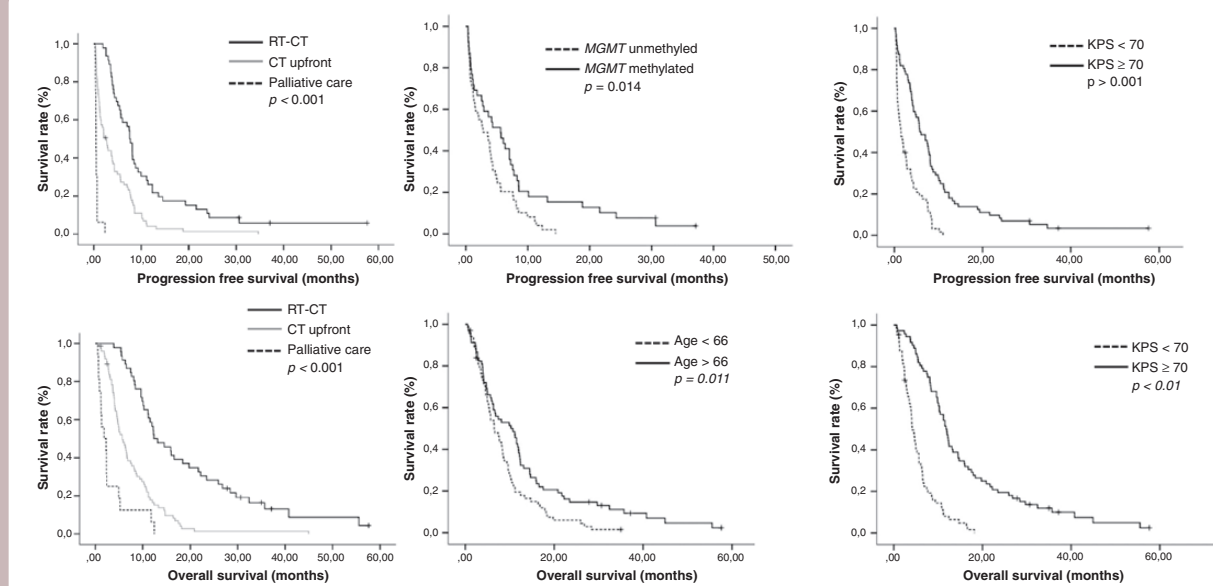 RT-CT
CT upfront
Palliative care
p < 0.001
Survival rate (%)
1,0
0,8
0,6
0,4
0,2
0,0
,00 10,00 20,00 30,00 40,00 50,00 60,00
Progression free survival (months)
MGMT unmethyled
MGMT methylated
p = 0.014
Survival rate (%)
1,0
0,8
0,6
0,4
0,2
0,0
,00 10,00 20,00 30,00 40,00 50,00
Progression free survival (months)
KPS < 70
KPS ≥ 70
p > 0.001
Survival rate (%)
1,0
0,8
0,6
0,4
0,2
0,0
,00 20,00 40,00 60,00
Progression free survival (months)
RT-CT
CT upfront
Palliative care
p < 0.001
Survival rate (%)
1,0
0,8
0,6
0,4
0,2
0,0
,00 10,00 20,00 30,00 40,00 50,00 60,00
Overall survival (months)
Age < 66
Age > 66
p = 0.011
Survival rate (%)
1,0
0,8
0,6
0,4
0,2
0,0
,00 10,00 20,00 30,00 40,00 50,00 60,00
Overall survival (months)
KPS < 70
KPS ≥ 70
p < 0.01
Survival rate (%)
1,0
0,8
0,6
0,4
0,2
0,0
,00 20,00 40,00 60,00
Overall survival (months)